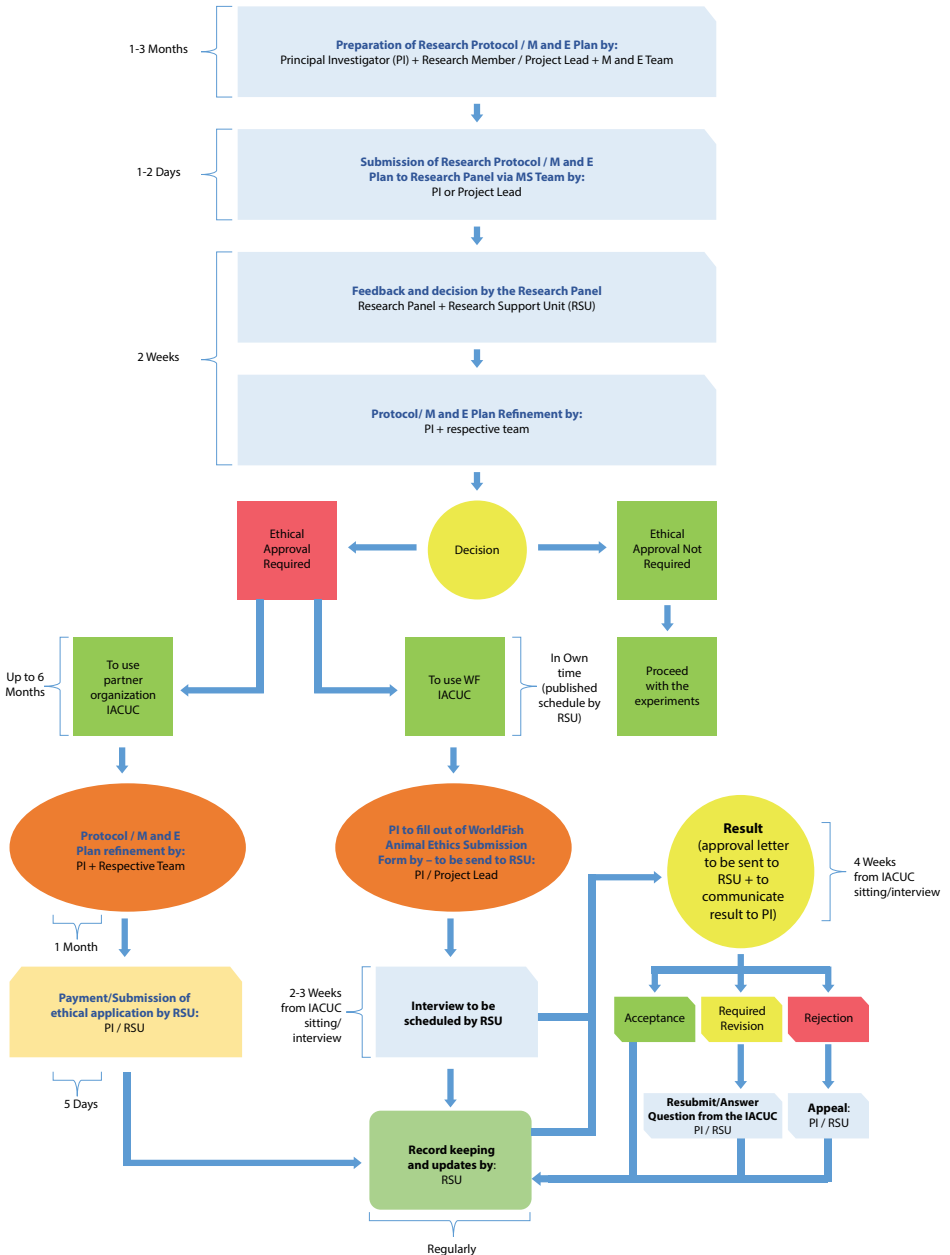 1-3 Months
Preparation of Research Protocol / M and E Plan by:
Principal Investigator (PI) + Research Member / Project Lead + M and E Team
1-2 Days
Submission of Research Protocol / M and E
Plan to Research Panel via MS Team by:
PI or Project Lead
2 Weeks
Feedback and decision by the Research Panel
Research Panel + Research Support Unit (RSU)
Protocol/ M and E Plan Refinement by:
PI + respective team
Ethical
Approval
Required
Decision
Ethical
Approval Not
Required
Up to 6
Months
To use
partner
organization
IACUC
To use WF
IACUC
In Own
time
(published
schedule by
RSU)
Proceed
with the
experiments
Protocol / M and E
Plan refinement by:
PI + Respective Team
PI to fill out of WorldFish
Animal Ethics Submission
Form by – to be send to RSU:
PI / Project Lead
Result
(approval letter
to be sent to
RSU + to
communicate
result to PI)
4 Weeks
from IACUC
sitting/interview
1 Month
Payment/Submission of
ethical application by RSU:
PI / RSU
2-3 Weeks
from IACUC
sitting/
interview
Interview to be
scheduled by RSU
Acceptance
Required
Revision
Rejection
5 Days
Resubmit/Answer
Question from the IACUC
PI / RSU
Appeal:
PI / RSU
Record keeping
and updates by:
RSU
Regularly